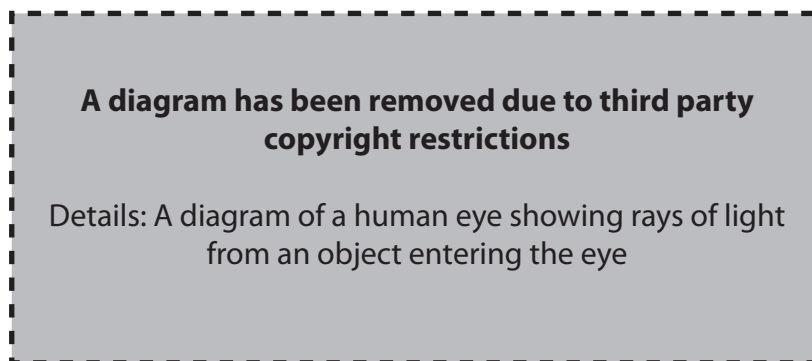 A diagram has been removed due to third party
copyright restrictions
Details: A diagram of a human eye showing rays of light
from an object entering the eye